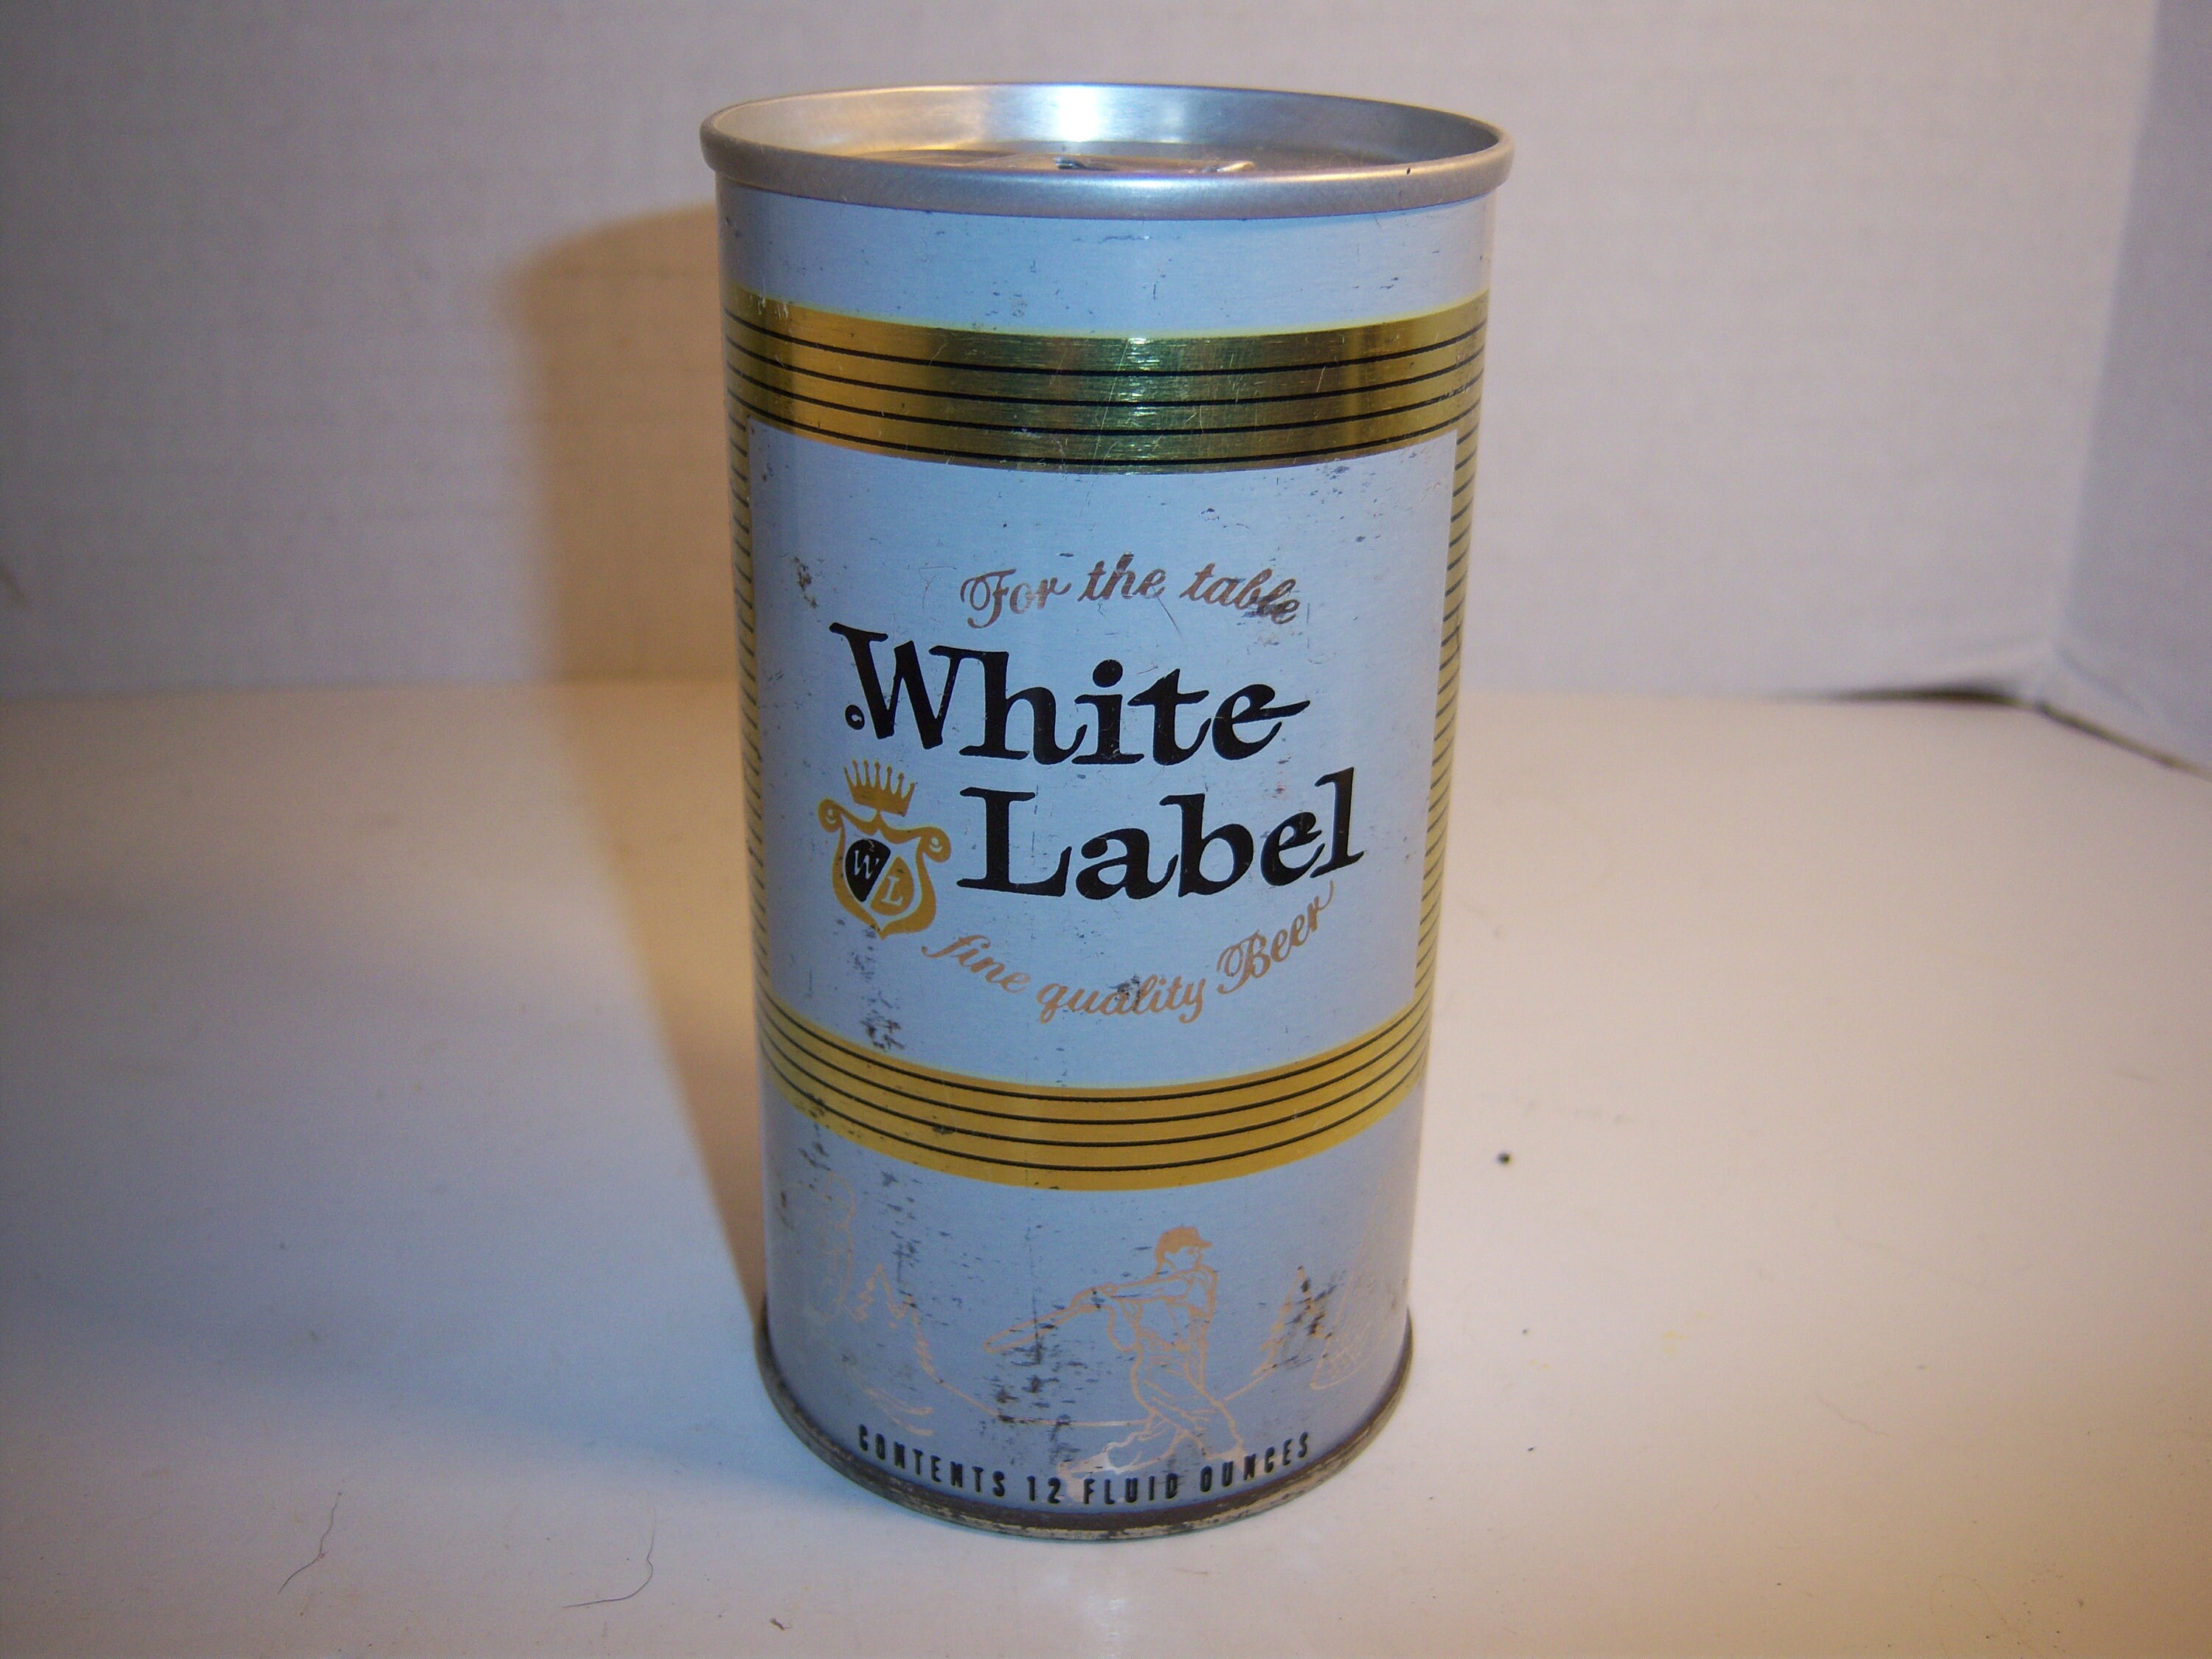 For the table
White
Label
WL
fine quality Beer
CONTENTS 12 FLUID OUNCES